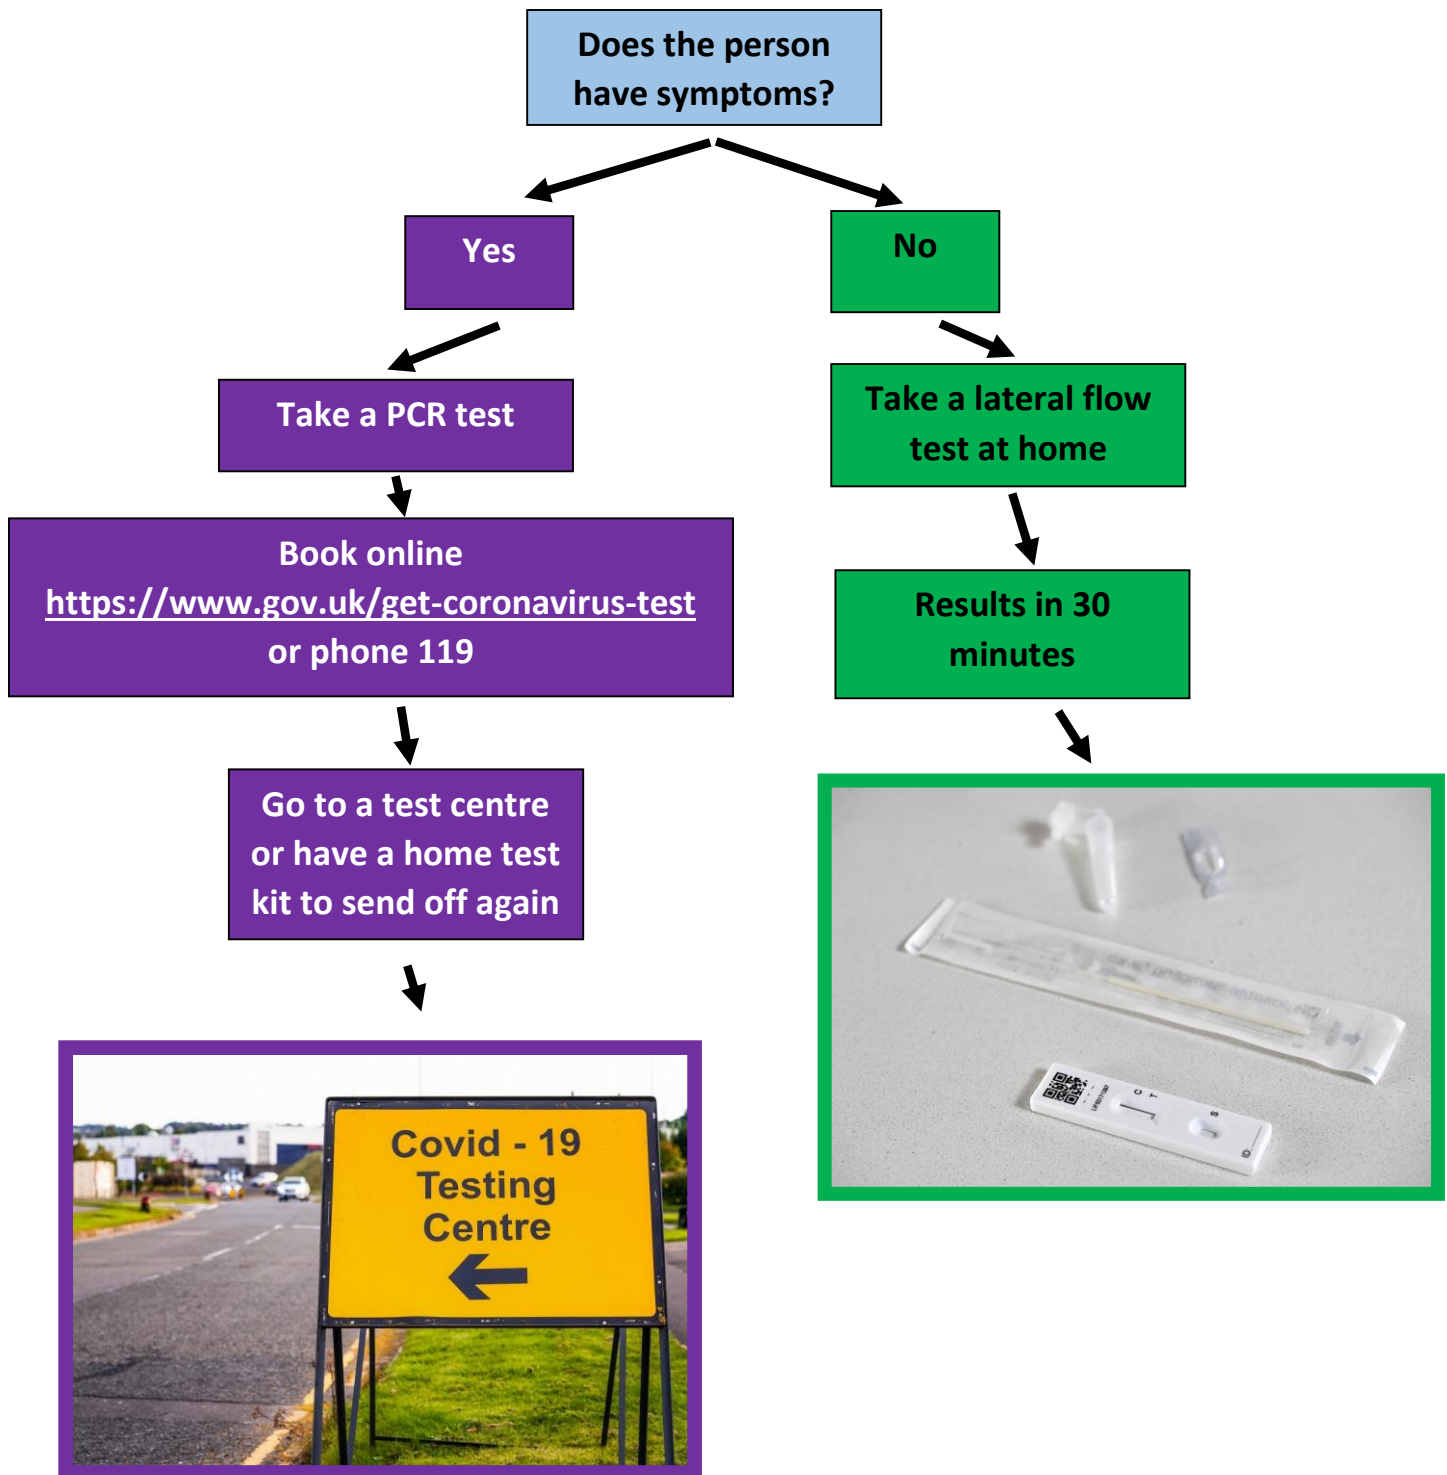 Does the person
have symptoms?
Yes
No
Take a PCR test
Take a lateral flow
test at home
Book online
https://www.gov.uk/get-coronavirus-test
or phone 119
Results in 30
minutes
Go to a test centre
or have a home test
kit to send off again
Covid - 19
Testing
Centre
C
T
S
ID